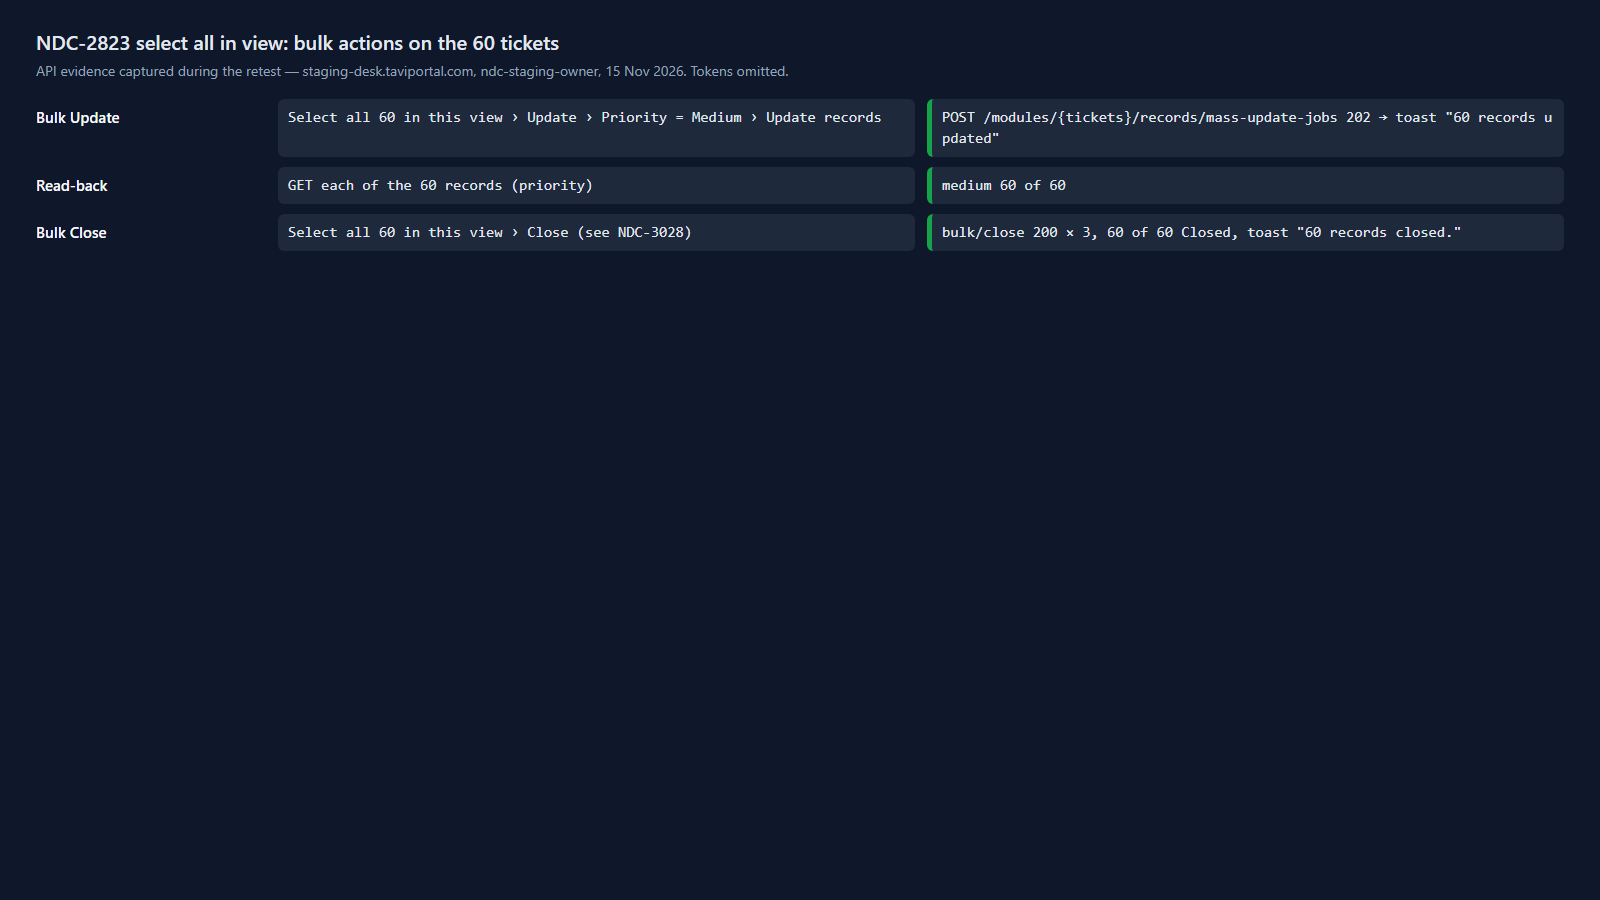 NDC-2823 select all in view: bulk actions on the 60 tickets
API evidence captured during the retest — staging-desk.taviportal.com, ndc-staging-owner, 15 Nov 2026. Tokens omitted.
Bulk Update
Select all 60 in this view › Update › Priority = Medium › Update records
POST /modules/{tickets}/records/mass-update-jobs 202 → toast "60 records u
pdated"
Read-back
GET each of the 60 records (priority)
medium 60 of 60
Bulk Close
Select all 60 in this view › Close (see NDC-3028)
bulk/close 200 × 3, 60 of 60 Closed, toast "60 records closed."